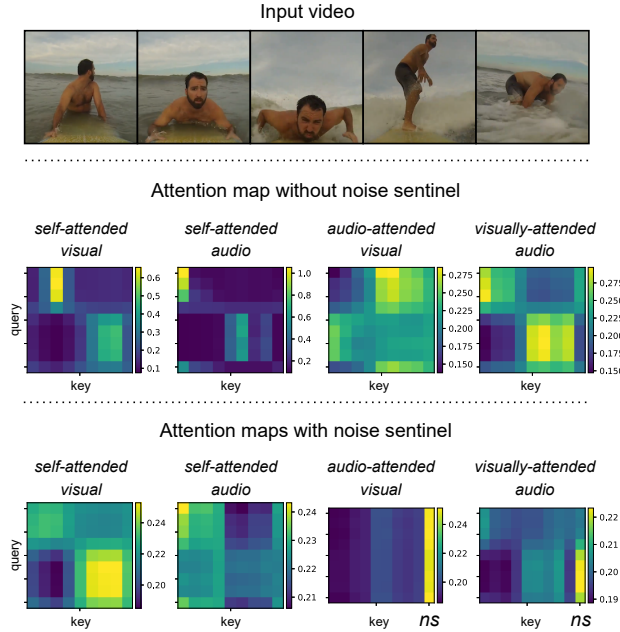 Input video
Attention map without noise sentinel
self-attended self-attended audio-attended visually-attended
visual audio visual audio
query
0.6 0.5 0.4 0.3 0.2 0.1
1.0 0.8 0.6 0.4 0.2
0.275 0.250 0.225 0.200 0.175 0.150
0.275 0.250 0.225 0.200 0.175 0.150
key key key key
Attention maps with noise sentinel
self-attended self-attended audio-attended visually-attended
visual audio visual audio
query
0.24 0.22 0.20
0.24 0.23 0.22 0.21
0.24 0.22 0.20
0.22 0.21 0.20 0.19
key key key ns key ns